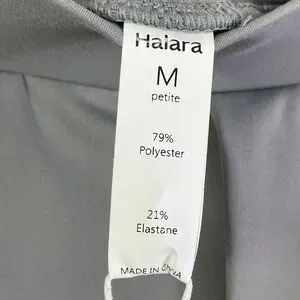 Halara
M
petite
79%
Polyester
21%
Elastane
MADE IN CHINA